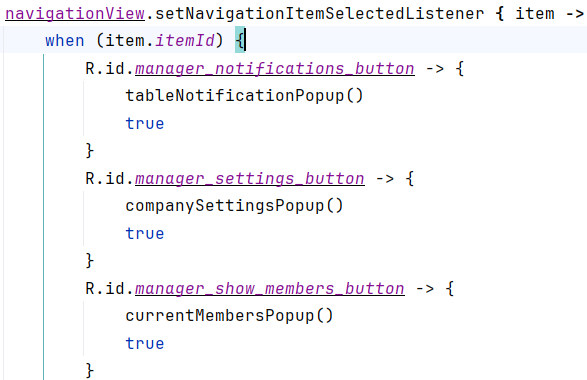 navigationView.setNavigationItemSelectedListener { item ->
    when (item.itemId) {
        R.id.manager_notifications_button -> {
            tableNotificationPopup()
            true
        }
        R.id.manager_settings_button -> {
            companySettingsPopup()
            true
        }
        R.id.manager_show_members_button -> {
            currentMembersPopup()
            true
        }